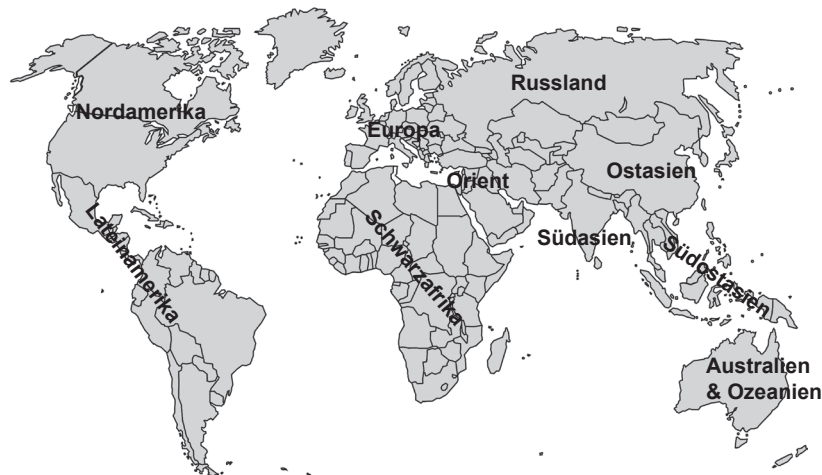 Russland
Nordamerika
Europa
Ostasien
Orient
Lateinamerika
Schwarzafrika
Südasien
Südostasien
Australien
& Ozeanien